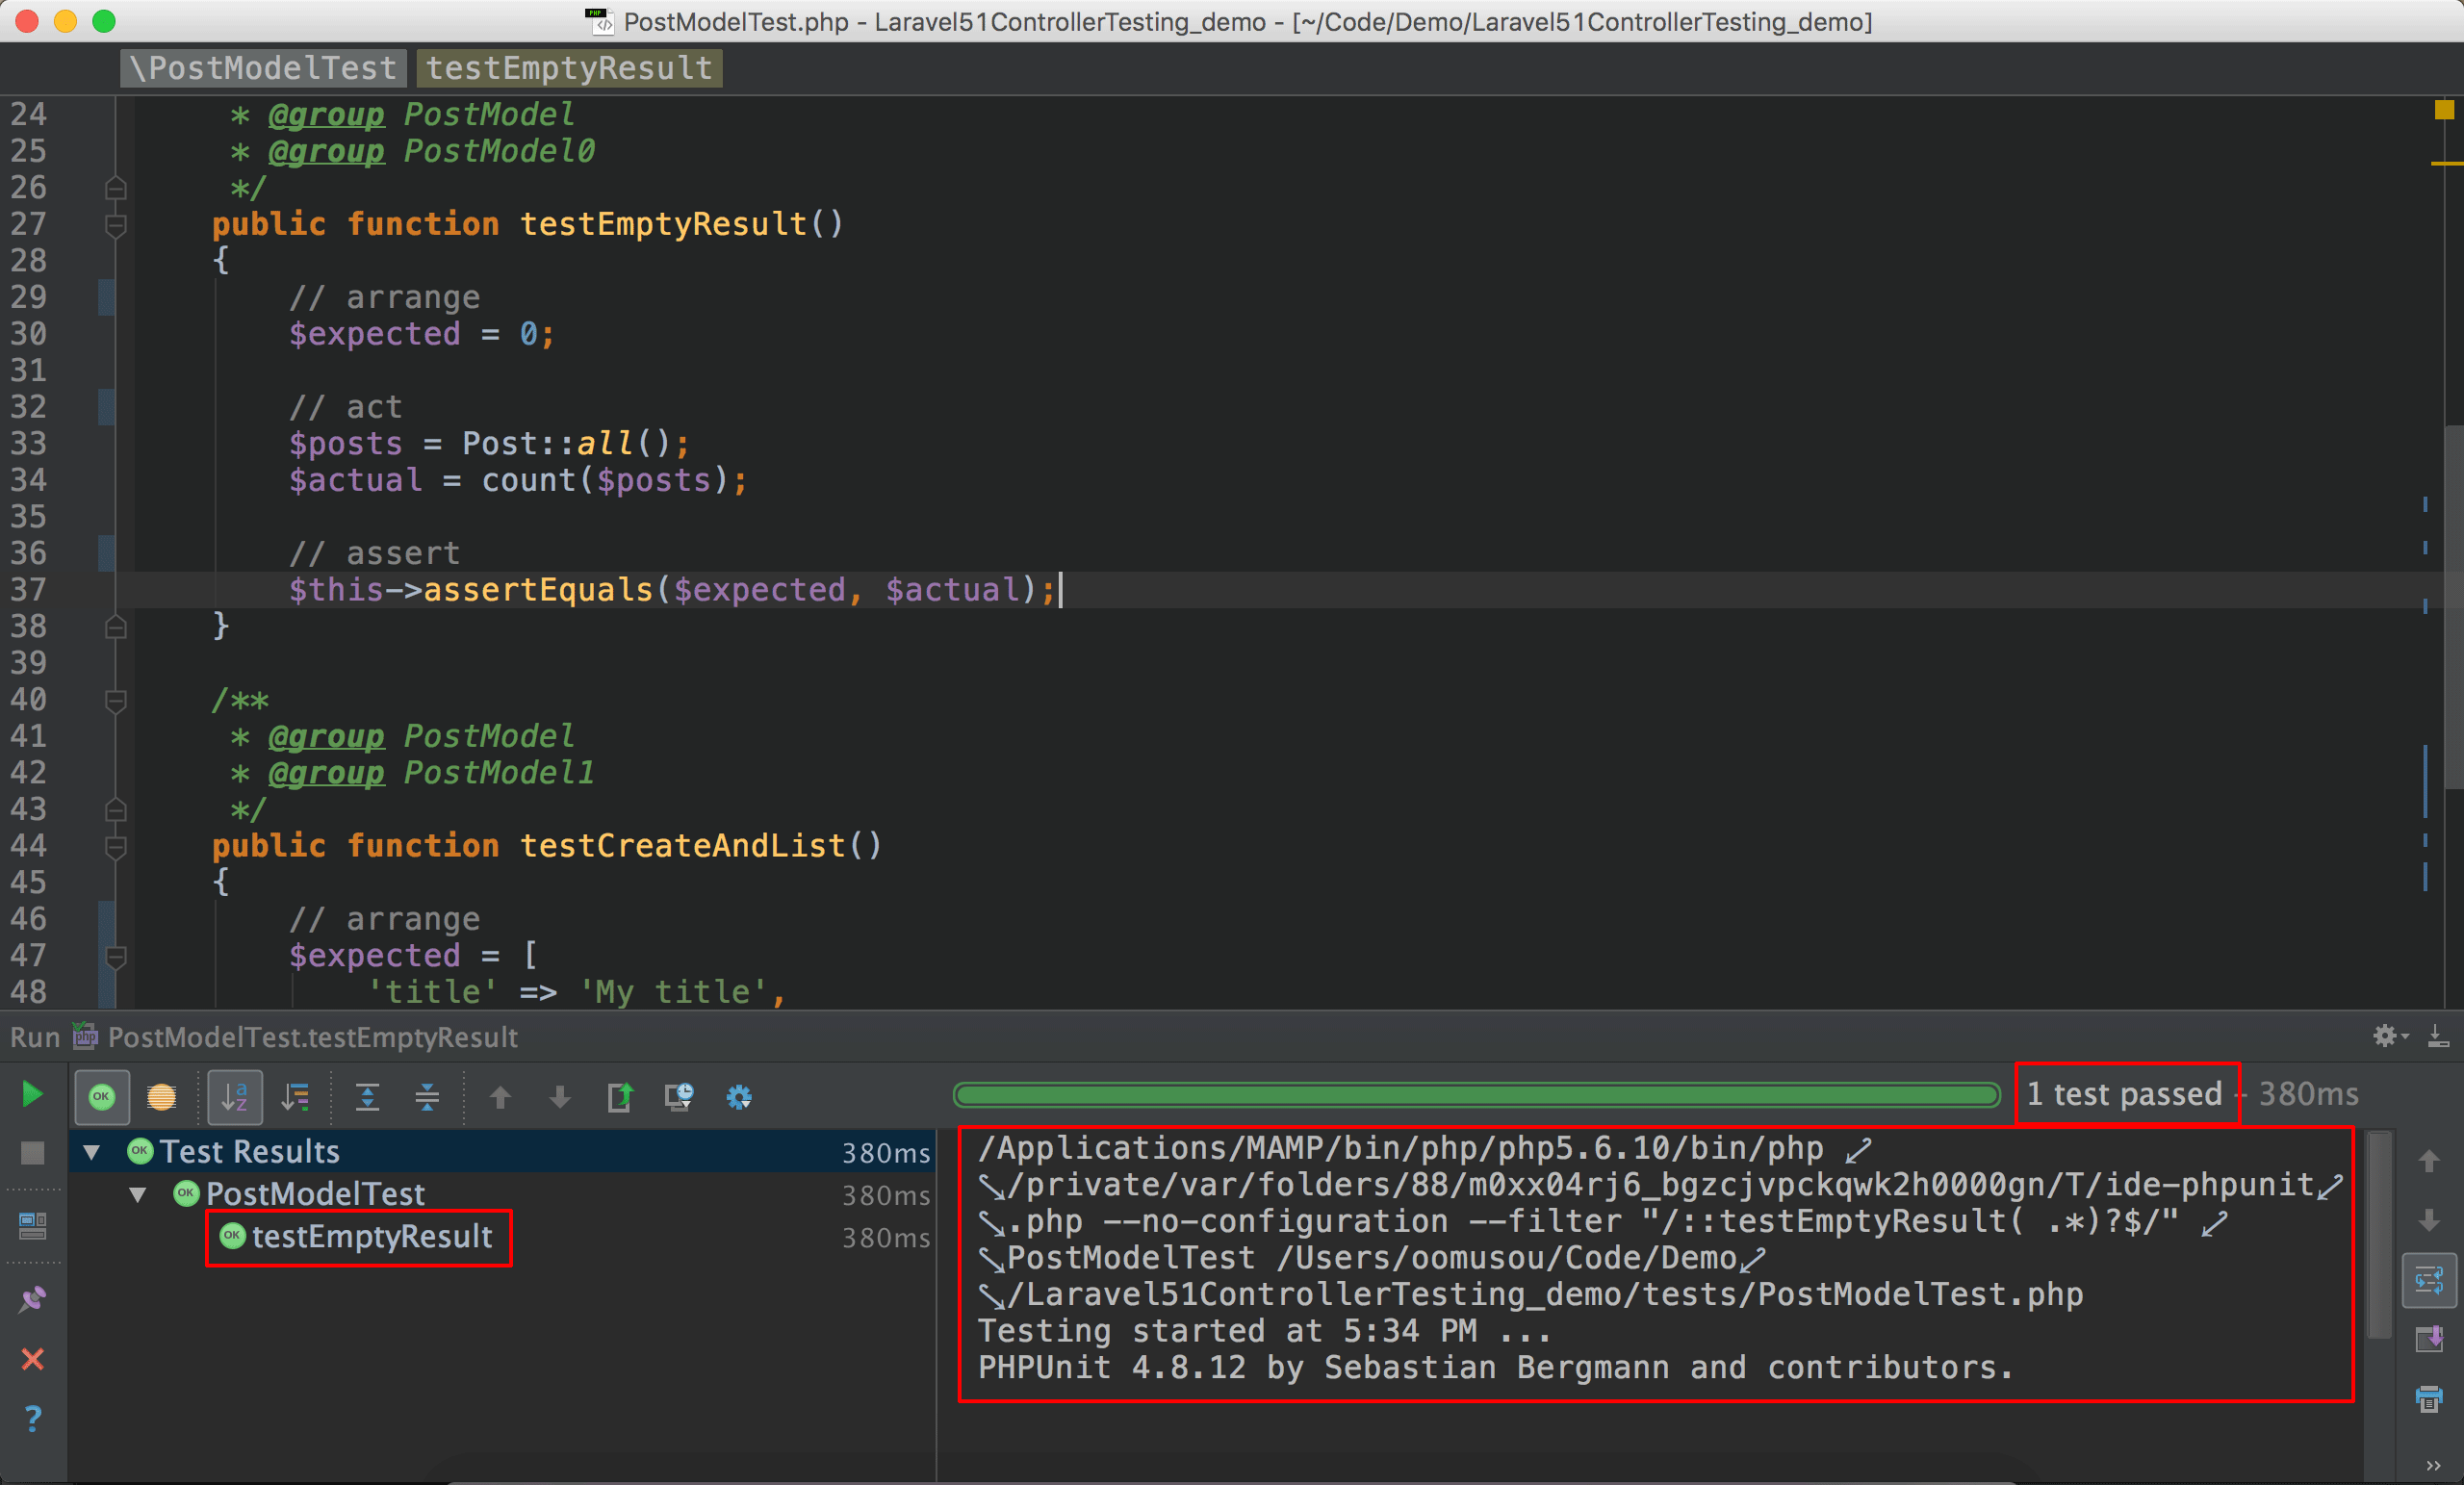 PostModelTest.php - Laravel51ControllerTesting_demo - [~/Code/Demo/Laravel51ControllerTesting_demo]
\PostModelTest testEmptyResult
24 * @group PostModel
25 * @group PostModel0
26 */
27 public function testEmptyResult()
28 {
29 // arrange
30 $expected = 0;
31
32 // act
33 $posts = Post::all();
34 $actual = count($posts);
35
36 // assert
37 $this->assertEquals($expected, $actual);
38 }
39
40 /**
41 * @group PostModel
42 * @group PostModel1
43 */
44 public function testCreateAndList()
45 {
46 // arrange
47 $expected = [
48 'title' => 'My title',
Run PostModelTest.testEmptyResult
1 test passed - 380ms
Test Results 380ms
PostModelTest 380ms
testEmptyResult 380ms
/Applications/MAMP/bin/php/php5.6.10/bin/php
/private/var/folders/88/m0xx04rj6_bgzcjvpckqwk2h0000gn/T/ide-phpunit
.php --no-configuration --filter "/::testEmptyResult( .*)?$/"
PostModelTest /Users/oomusou/Code/Demo
/Laravel51ControllerTesting_demo/tests/PostModelTest.php
Testing started at 5:34 PM ...
PHPUnit 4.8.12 by Sebastian Bergmann and contributors.